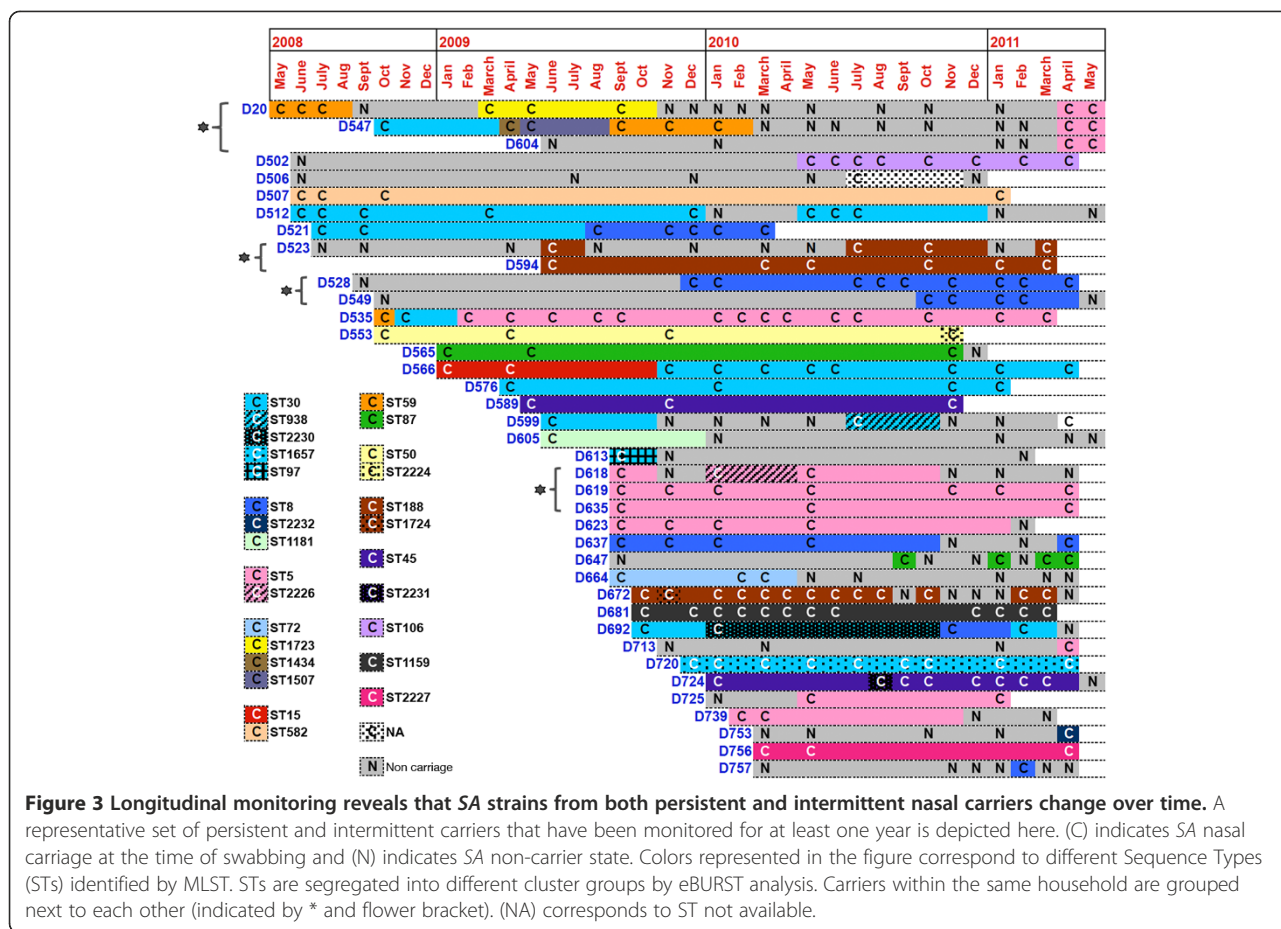 2008 2009 2010 2011
May June July Aug Sept Oct Nov Dec Jan Feb March April May June July Aug Sept Oct Nov Dec Jan Feb March April May June July Aug Sept Oct Nov Dec Jan Feb March April May
D20 C C C N C C C N N N N N N N N N C C
D547 C C C C C C N N N N N N N C C
D604 N N N N C C
D502 N C C C C C C C C
D506 N N N N C N
D507 C C C C
D512 C C C C C N C C C N N
D521 C C C C C C C
D523 N N N C N N N N C C N C
D594 C C C C C C
D528 N C C C C C C C C C
D549 N C C C C N
D535 C C C C C C C C C C C C C C C C
D553 C C C C
D565 C C C N
D566 C C C C C C C C C C C
D576 C C C C
D589 C C C
D599 C N N N N C N N C
D605 C N N N N
D613 C N N
D618 C N C C N N N
D619 C C C C C C C
D635 C C C
D623 C C C C N
D637 C C C C N N C
D647 N C N N C N C C
D664 C C C N N N N N
D672 C C C C C C C C C N C N N N C C N
D681 C C C C C C C C C C C
D692 C C C C N
D713 N N N C
D720 C C C C C C C C C C
D724 C C C C C C C C N
D725 N C C
D739 C C N N
D753 N N N N C
D756 C C C
D757 N N N N C N N
C ST30
C ST938
C ST2230
C ST1657
C ST97
C ST8
C ST2232
C ST1181
C ST5
C ST2226
C ST72
C ST1723
C ST1434
C ST1507
C ST15
C ST582
C ST59
C ST87
C ST50
C ST2224
C ST188
C ST1724
C ST45
C ST2231
C ST106
C ST1159
C ST2227
C NA
N Non carriage
Figure 3 Longitudinal monitoring reveals that SA strains from both persistent and intermittent nasal carriers change over time. A
representative set of persistent and intermittent carriers that have been monitored for at least one year is depicted here. (C) indicates SA nasal
carriage at the time of swabbing and (N) indicates SA non-carrier state. Colors represented in the figure correspond to different Sequence Types
(STs) identified by MLST. STs are segregated into different cluster groups by eBURST analysis. Carriers within the same household are grouped
next to each other (indicated by * and flower bracket). (NA) corresponds to ST not available.